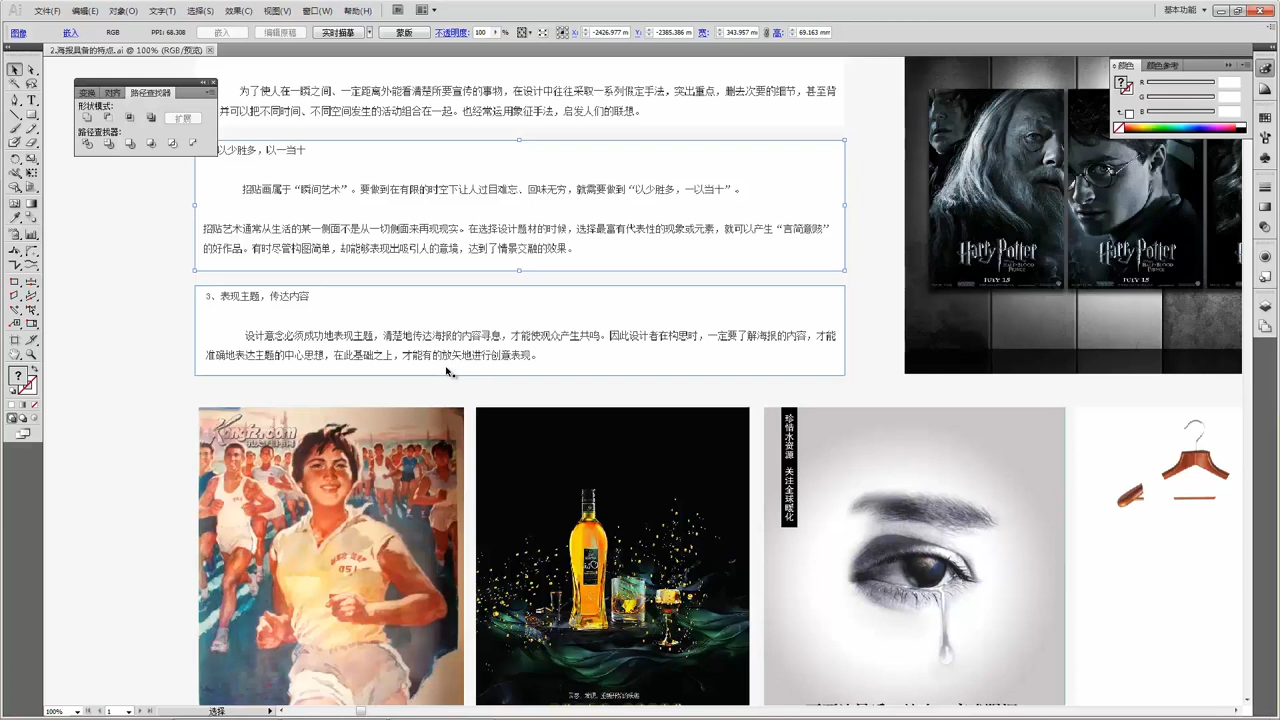 Ai 文件(F) 编辑(E) 对象(O) 文字(T) 选择(S) 效果(C) 视图(V) 窗口(W) 帮助(H) Br 基本功能
图像 嵌入 RGB PPI: 68.308 嵌入 编辑原稿 实时描摹 蒙版 不透明度: 100 % X: -2426.977 m Y: -2385.386 m 宽: 343.957 m 高: 69.163 mm
2.海报具备的特点.ai @ 100% (RGB/预览)
变换 对齐 路径查找器
形状模式:
扩展
路径查找器:
颜色 颜色参考
R
G
B
为了使人在一瞬之间、一定距离外能看清楚所要宣传的事物，在设计中往往采取一系列假定手法，突出重点，删去次要的细节，甚至背
并可以把不同时间、不同空间发生的活动组合在一起。也经常运用象征手法，启发人们的联想。
以少胜多，以一当十
招贴画属于“瞬间艺术”。要做到在有限的时空下让人过目难忘、回味无穷，就需要做到“以少胜多，一以当十”。
招贴艺术通常从生活的某一侧面不是从一切侧面来再现现实。在选择设计题材的时候，选择最富有代表性的现象或元素，就可以产生“言简意赅”
的好作品。有时尽管构图简单，却能够表现出吸引人的意境，达到了情景交融的效果。
3、表现主题，传达内容
设计意念必须成功地表现主题，清楚地传达海报的内容寻息，才能使观众产生共鸣。因此设计者在构思时，一定要了解海报的内容，才能
准确地表达主题的中心思想，在此基础之上，才能有的放矢地进行创意表现。
Harry Potter
JULY 15
Harry Potter
JULY 15
Kongfz.com
051
珍惜水资源 关注全球暖化
100% 1 选择